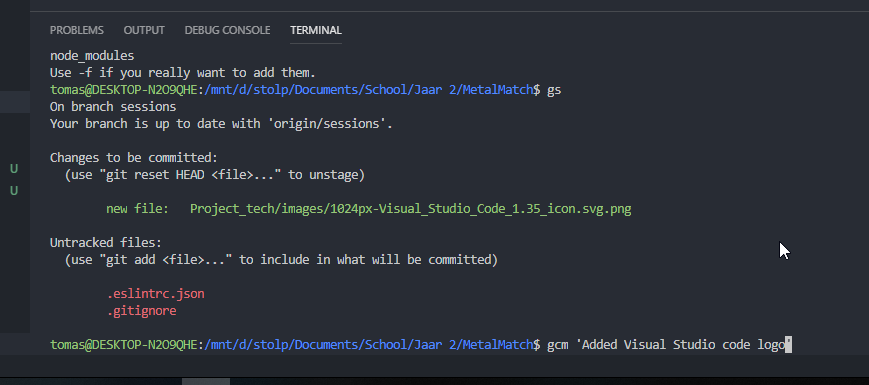 PROBLEMS OUTPUT DEBUG CONSOLE TERMINAL
node_modules
Use -f if you really want to add them.
tomas@DESKTOP-N2O9QHE:/mnt/d/stolp/Documents/School/Jaar 2/MetalMatch$ gs
On branch sessions
Your branch is up to date with 'origin/sessions'.
Changes to be committed:
(use "git reset HEAD <file>..." to unstage)
new file: Project_tech/images/1024px-Visual_Studio_Code_1.35_icon.svg.png
U
U
Untracked files:
(use "git add <file>..." to include in what will be committed)
.eslintrc.json
.gitignore
tomas@DESKTOP-N2O9QHE:/mnt/d/stolp/Documents/School/Jaar 2/MetalMatch$ gcm 'Added Visual Studio code logo'